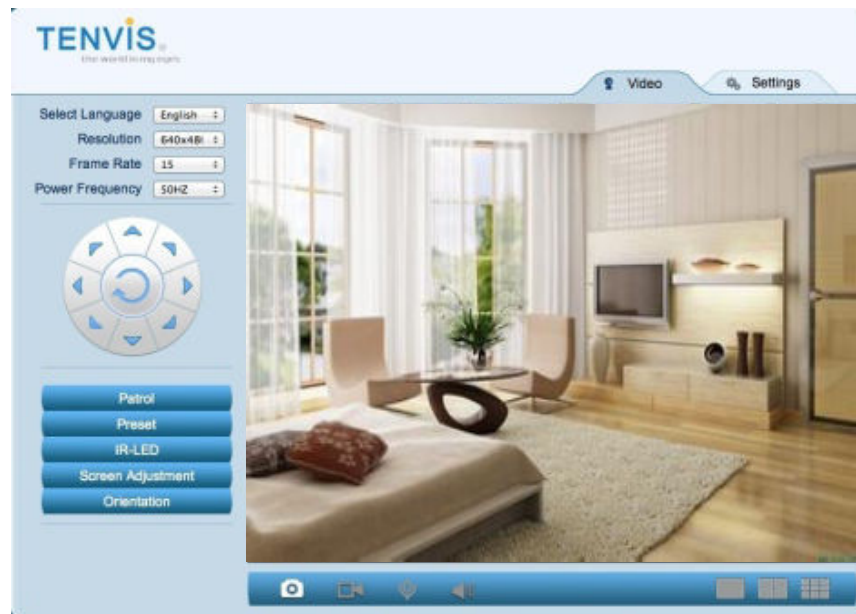 TENVIS
Video
Settings
Select Language English
Resolution 640x48
Frame Rate 15
Power Frequency 50HZ
Patrol
Preset
IR-LED
Screen Adjustment
Orientation